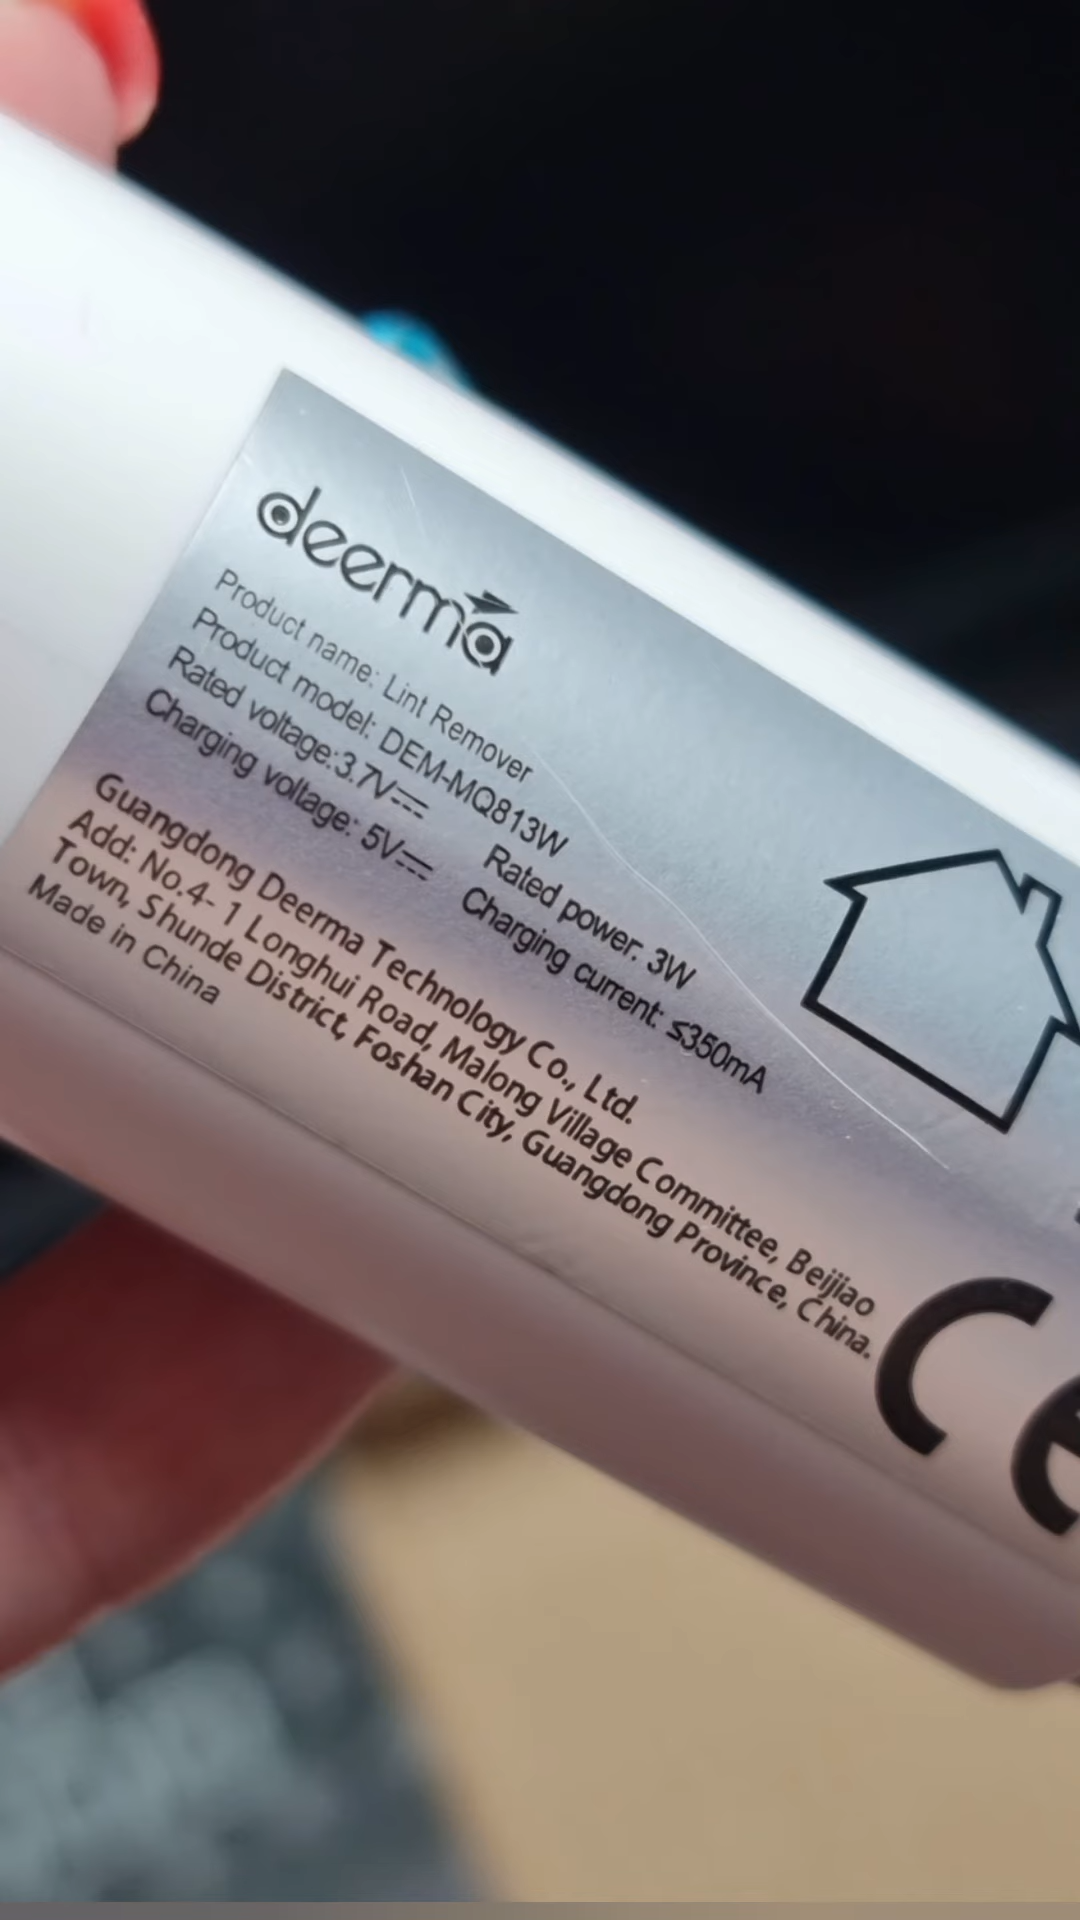 deerma
Product name: Lint Remover
Product model: DEM-MQ813W
Rated voltage:3.7V⎓ Rated power: 3W
Charging voltage: 5V⎓ Charging current: ≤350mA
Guangdong Deerma Technology Co., Ltd.
Add: No.4-1 Longhui Road, Malong Village Committee, Beijiao
Town, Shunde District, Foshan City, Guangdong Province, China.
Made in China
CE